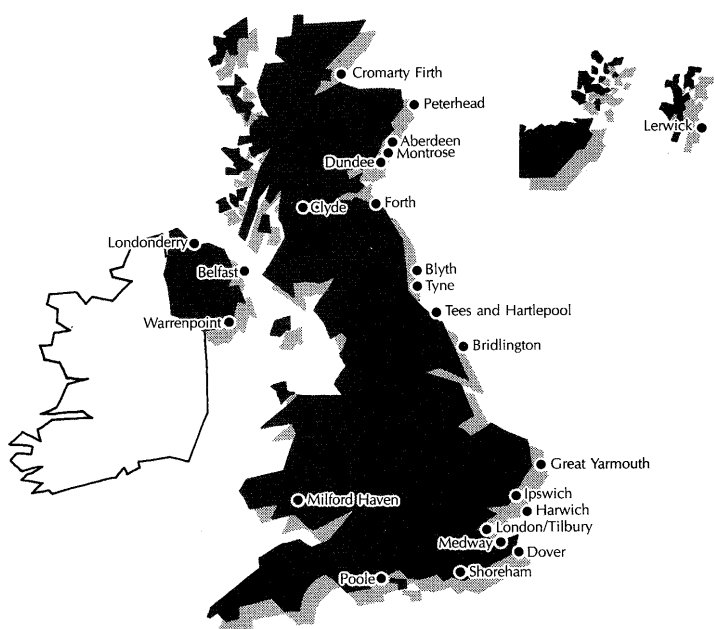 Cromarty Firth
Peterhead
Lerwick
Aberdeen
Montrose
Dundee
Clyde
Forth
Londonderry
Belfast
Blyth
Tyne
Tees and Hartlepool
Warrenpoint
Bridlington
Great Yarmouth
Ipswich
Milford Haven
Harwich
London/Tilbury
Medway
Dover
Shoreham
Poole